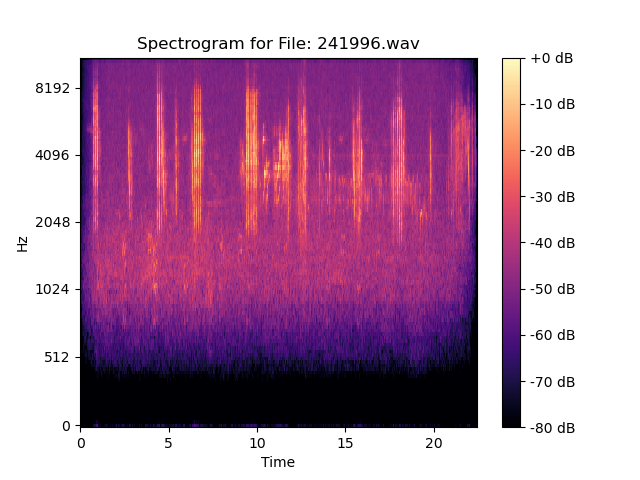 Spectrogram for File: 241996.wav
Hz
8192
4096
2048
1024
512
0
0 5 10 15 20
Time
+0 dB
-10 dB
-20 dB
-30 dB
-40 dB
-50 dB
-60 dB
-70 dB
-80 dB